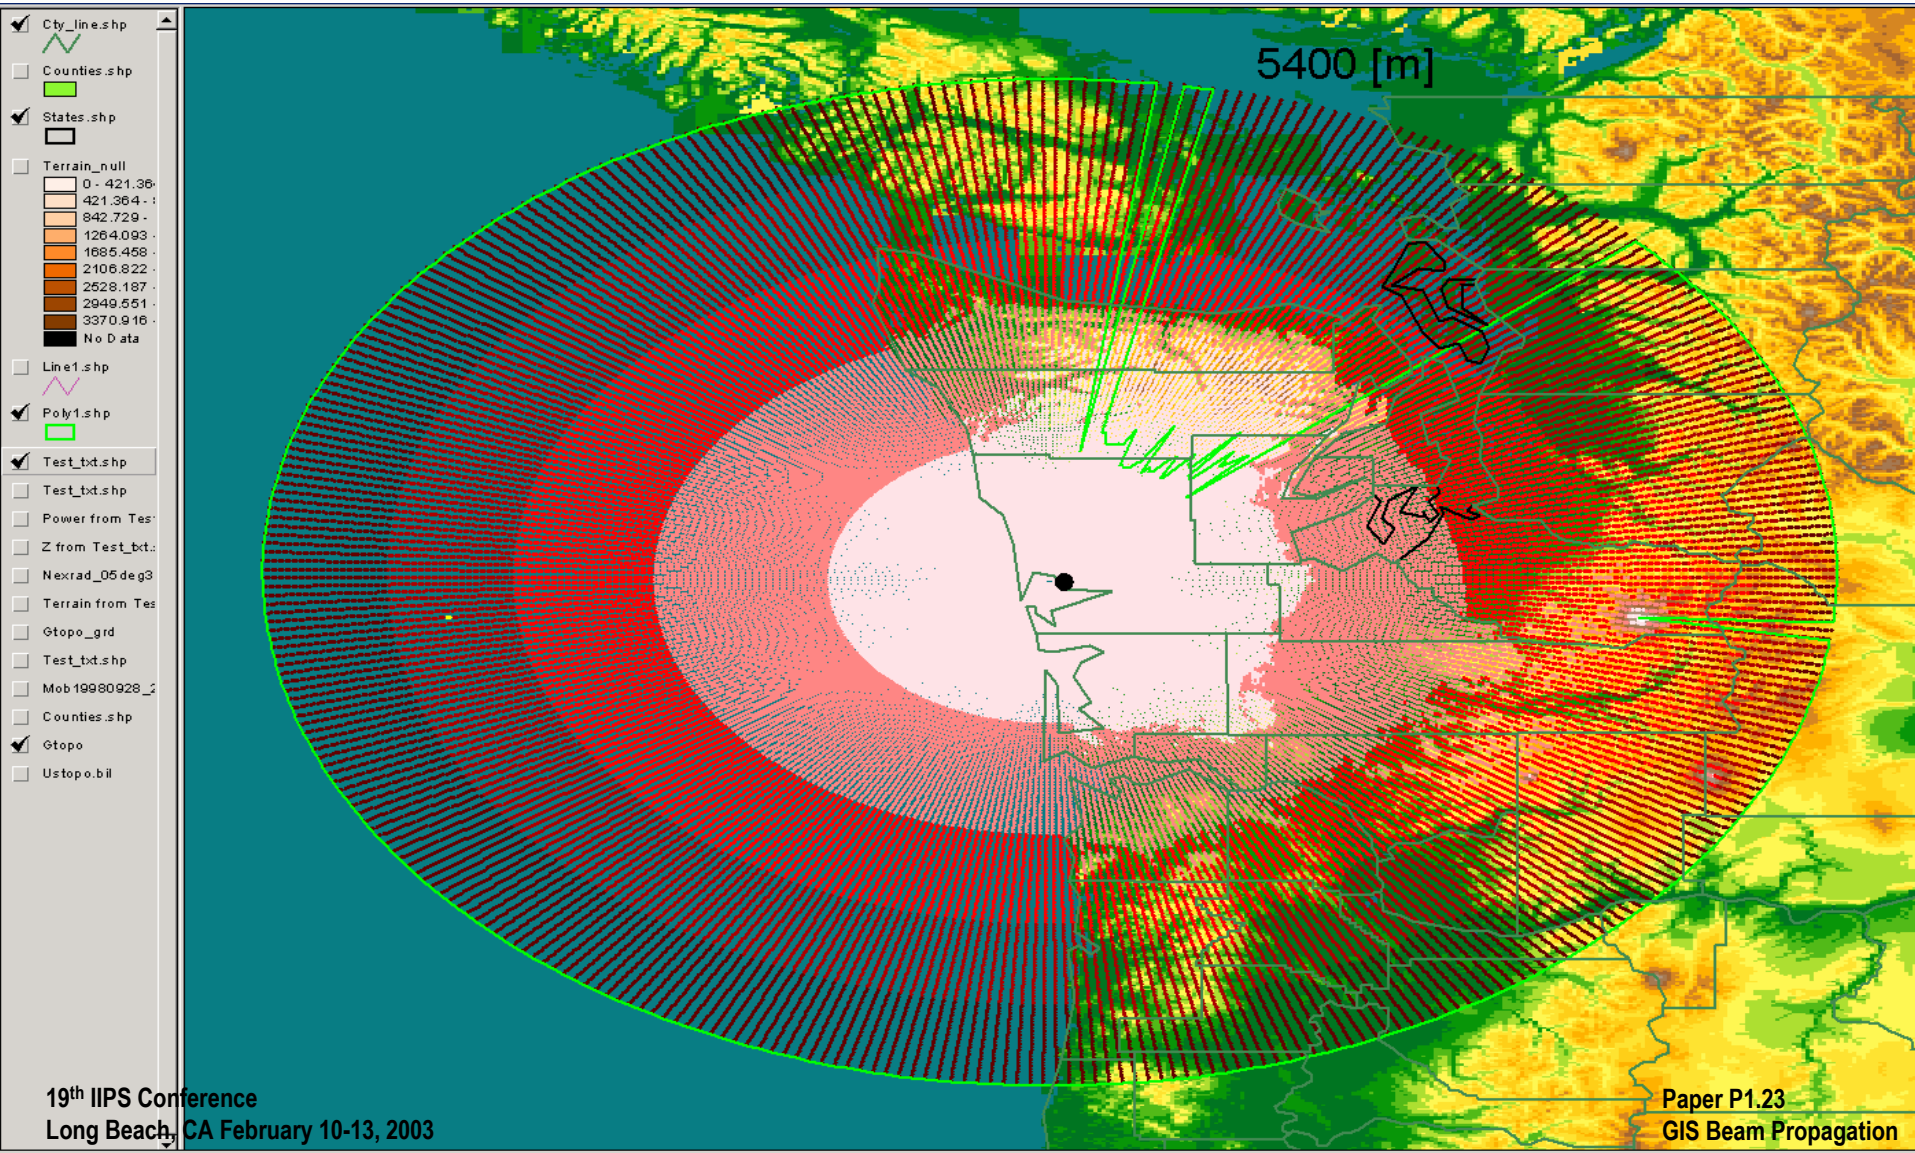 Cty_line.shp
Counties.shp
States.shp
Terrain_null
0 - 421.36
421.364 -
842.729 -
1264.093 -
1685.458 -
2106.822 -
2528.187 -
2949.551 -
3370.916 -
No Data
Line1.shp
Poly1.shp
Test_txt.shp
Test_txt.shp
Power from Tes
Z from Test_txt.
Nexrad_05deg3
Terrain from Tes
Gtopo_grd
Test_txt.shp
Mob19980928_2
Counties.shp
Gtopo
Ustopo.bil
5400 [m]
19th IIPS Conference
Long Beach, CA February 10-13, 2003
Paper P1.23
GIS Beam Propagation